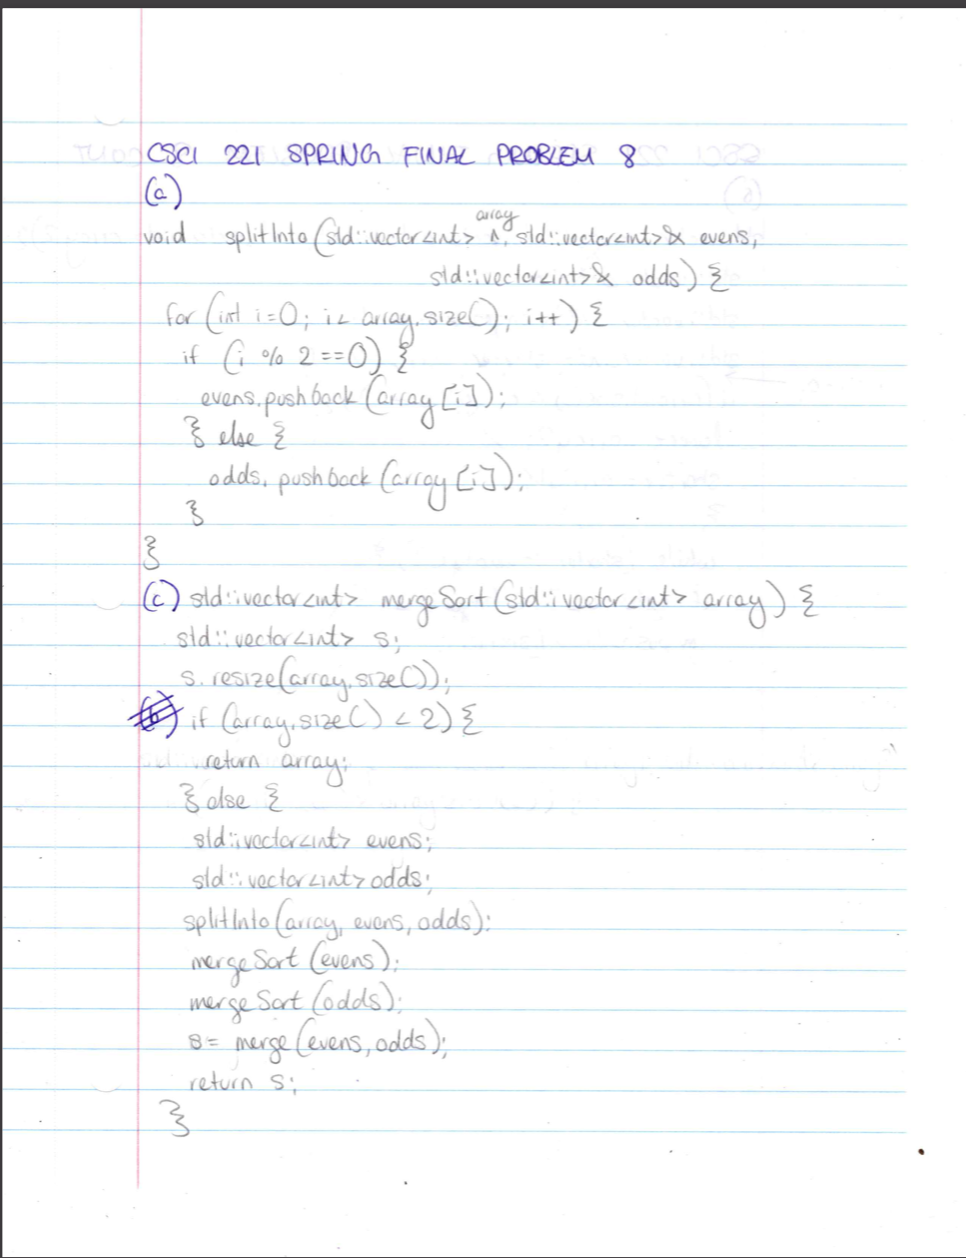 CSCI 221 SPRING FINAL PROBLEM 8
(a)
void splitInto (std::vector<int> ^array, std::vector<int>& evens,
std::vector<int>& odds) {
for (int i=0; i< array.size(); i++) {
if (i % 2 ==0) {
evens.pushback (array[i]);
} else {
odds.pushback (array[i]);
}
}
(c) std::vector<int> mergeSort (std::vector<int> array) {
std::vector<int> s;
s.resize(array.size());
if (array.size() < 2) {
return array;
} else {
std::vector<int> evens;
std::vector<int> odds;
splitInto (array, evens, odds);
mergeSort (evens);
mergeSort (odds);
s= merge (evens, odds);
return s;
}